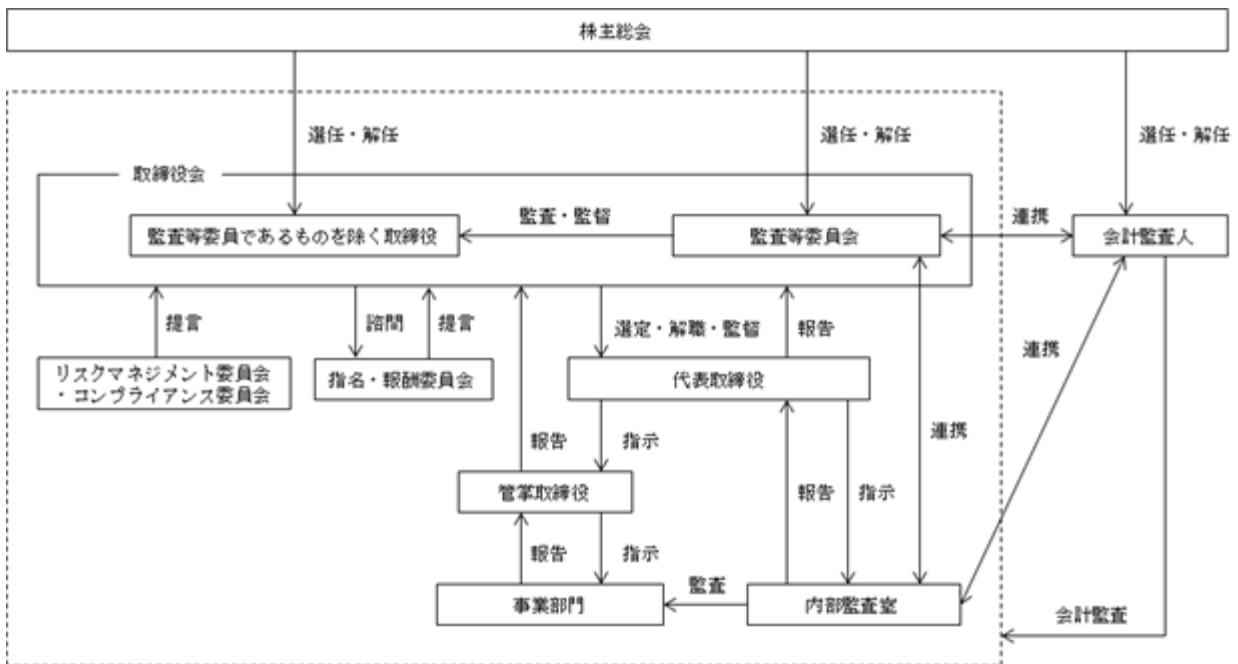 株主総会
選任・解任
選任・解任
選任・解任
取締役会
監査・監督
連携
監査等委員であるものを除く取締役
監査等委員会
会計監査人
提言
諮問
提言
選定・解職・監督
報告
連携
リスクマネジメント委員会
・コンプライアンス委員会
指名・報酬委員会
代表取締役
報告
指示
連携
管掌取締役
報告
指示
報告
指示
監査
事業部門
内部監査室
会計監査